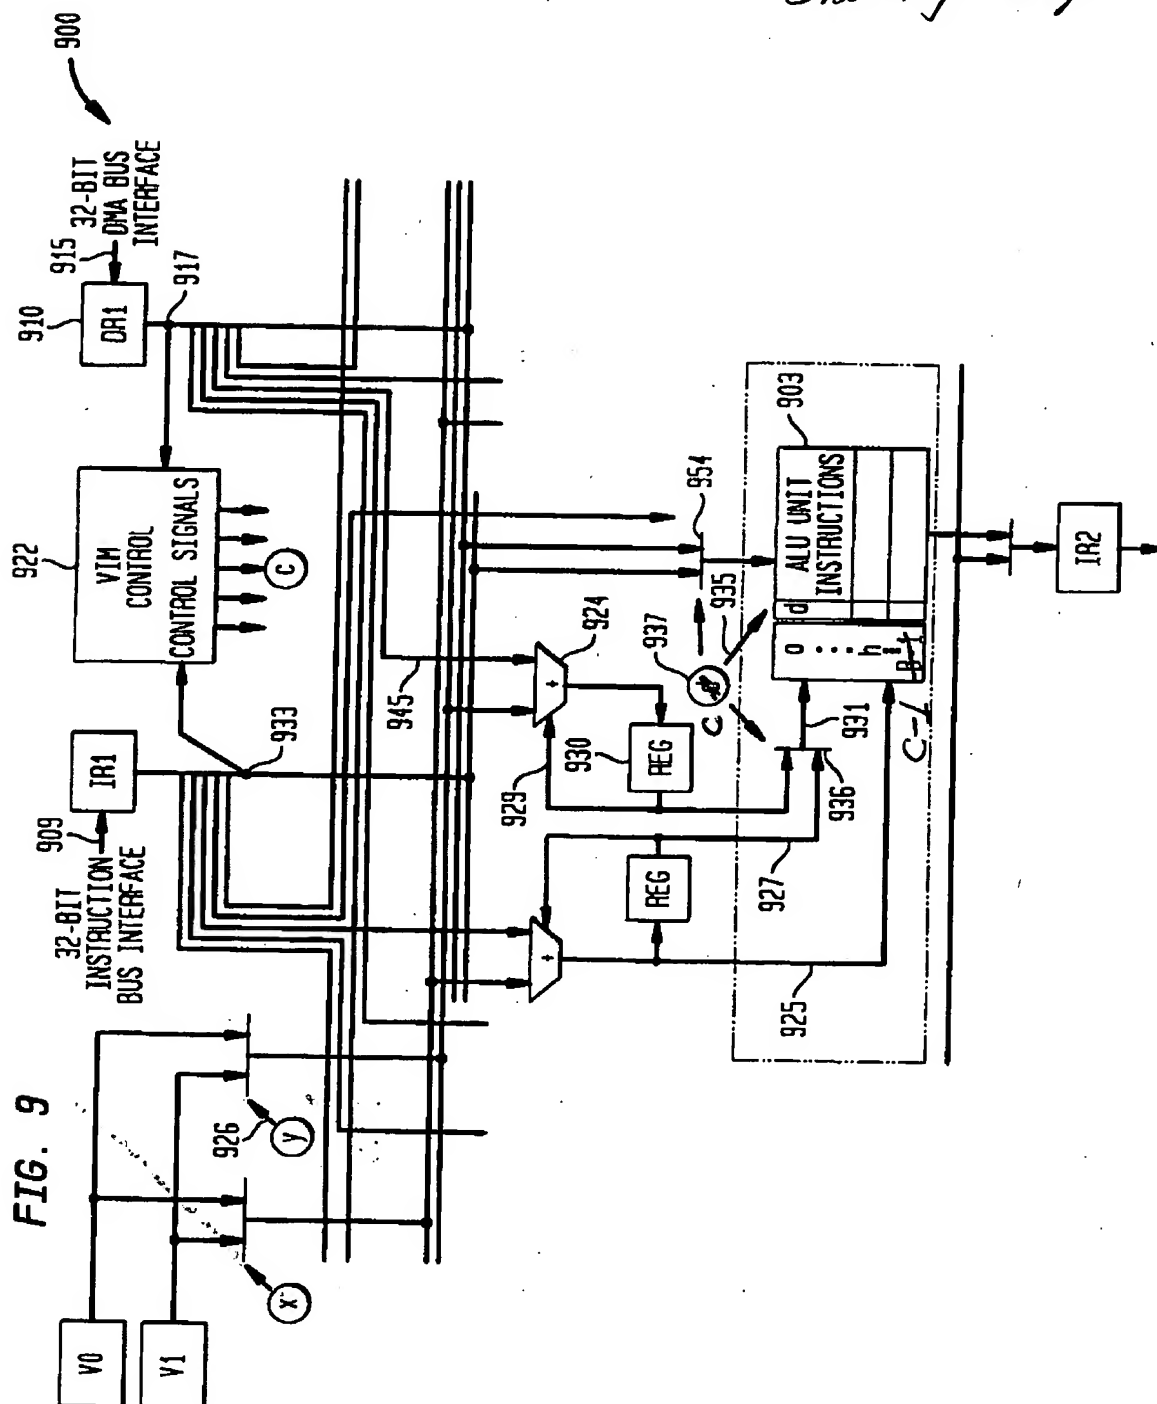 FIG. 9
900
V0
V1
x
y
926
32-BIT
INSTRUCTION
BUS INTERFACE
909
IR1
933
922
VIM
CONTROL
CONTROL SIGNALS
C
910
DR1
915
32-BIT
DMA BUS
INTERFACE
917
945
924
+
+
929
930
REG
REG
927
925
937
C
935
954
936
931
903
d
ALU UNIT
INSTRUCTIONS
0
h
B-1
C-1
IR2